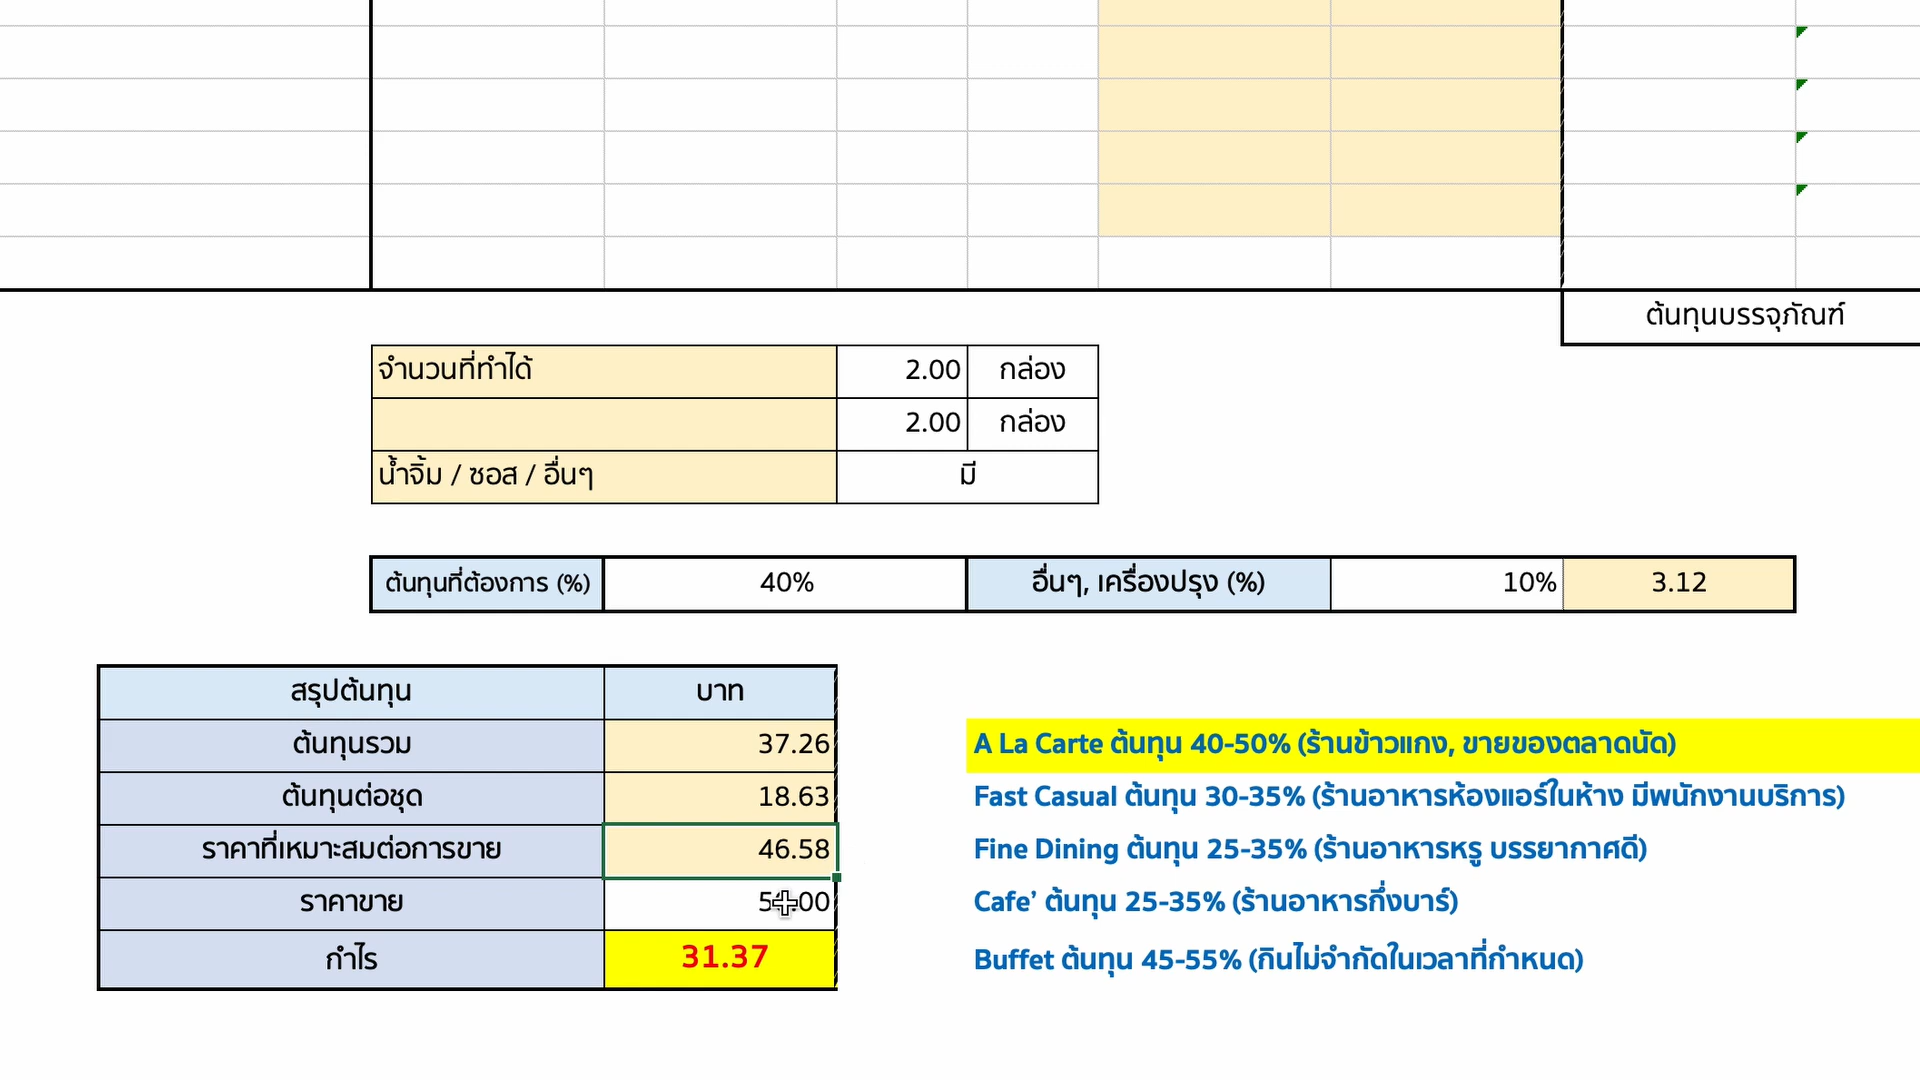 ต้นทุนบรรจุภัณฑ์
จำนวนที่ทำได้ 2.00 กล่อง
2.00 กล่อง
น้ำจิ้ม / ซอส / อื่นๆ มี
ต้นทุนที่ต้องการ (%) 40% อื่นๆ, เครื่องปรุง (%) 10% 3.12
สรุปต้นทุน บาท
ต้นทุนรวม 37.26
ต้นทุนต่อชุด 18.63
ราคาที่เหมาะสมต่อการขาย 46.58
ราคาขาย
กำไร 31.37
A La Carte ต้นทุน 40-50% (ร้านข้าวแกง, ขายของตลาดนัด)
Fast Casual ต้นทุน 30-35% (ร้านอาหารห้องแอร์ในห้าง มีพนักงานบริการ)
Fine Dining ต้นทุน 25-35% (ร้านอาหารหรู บรรยากาศดี)
Cafe’ ต้นทุน 25-35% (ร้านอาหารกึ่งบาร์)
Buffet ต้นทุน 45-55% (กินไม่จำกัดในเวลาที่กำหนด)